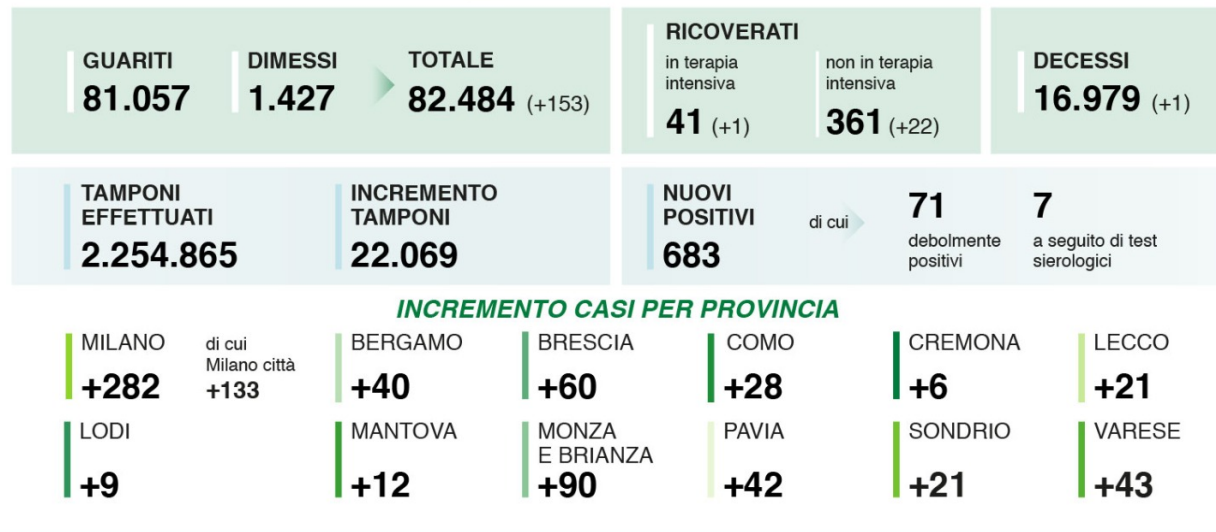 GUARITI
81.057
DIMESSI
1.427
TOTALE
82.484 (+153)
RICOVERATI
in terapia
intensiva
41 (+1)
non in terapia
intensiva
361 (+22)
DECESSI
16.979 (+1)
TAMPONI
EFFETTUATI
2.254.865
INCREMENTO
TAMPONI
22.069
NUOVI
POSITIVI
683
di cui
71
debolmente
positivi
7
a seguito di test
sierologici
INCREMENTO CASI PER PROVINCIA
MILANO
+282
di cui
Milano città
+133
BERGAMO
+40
BRESCIA
+60
COMO
+28
CREMONA
+6
LECCO
+21
LODI
+9
MANTOVA
+12
MONZA
E BRIANZA
+90
PAVIA
+42
SONDRIO
+21
VARESE
+43